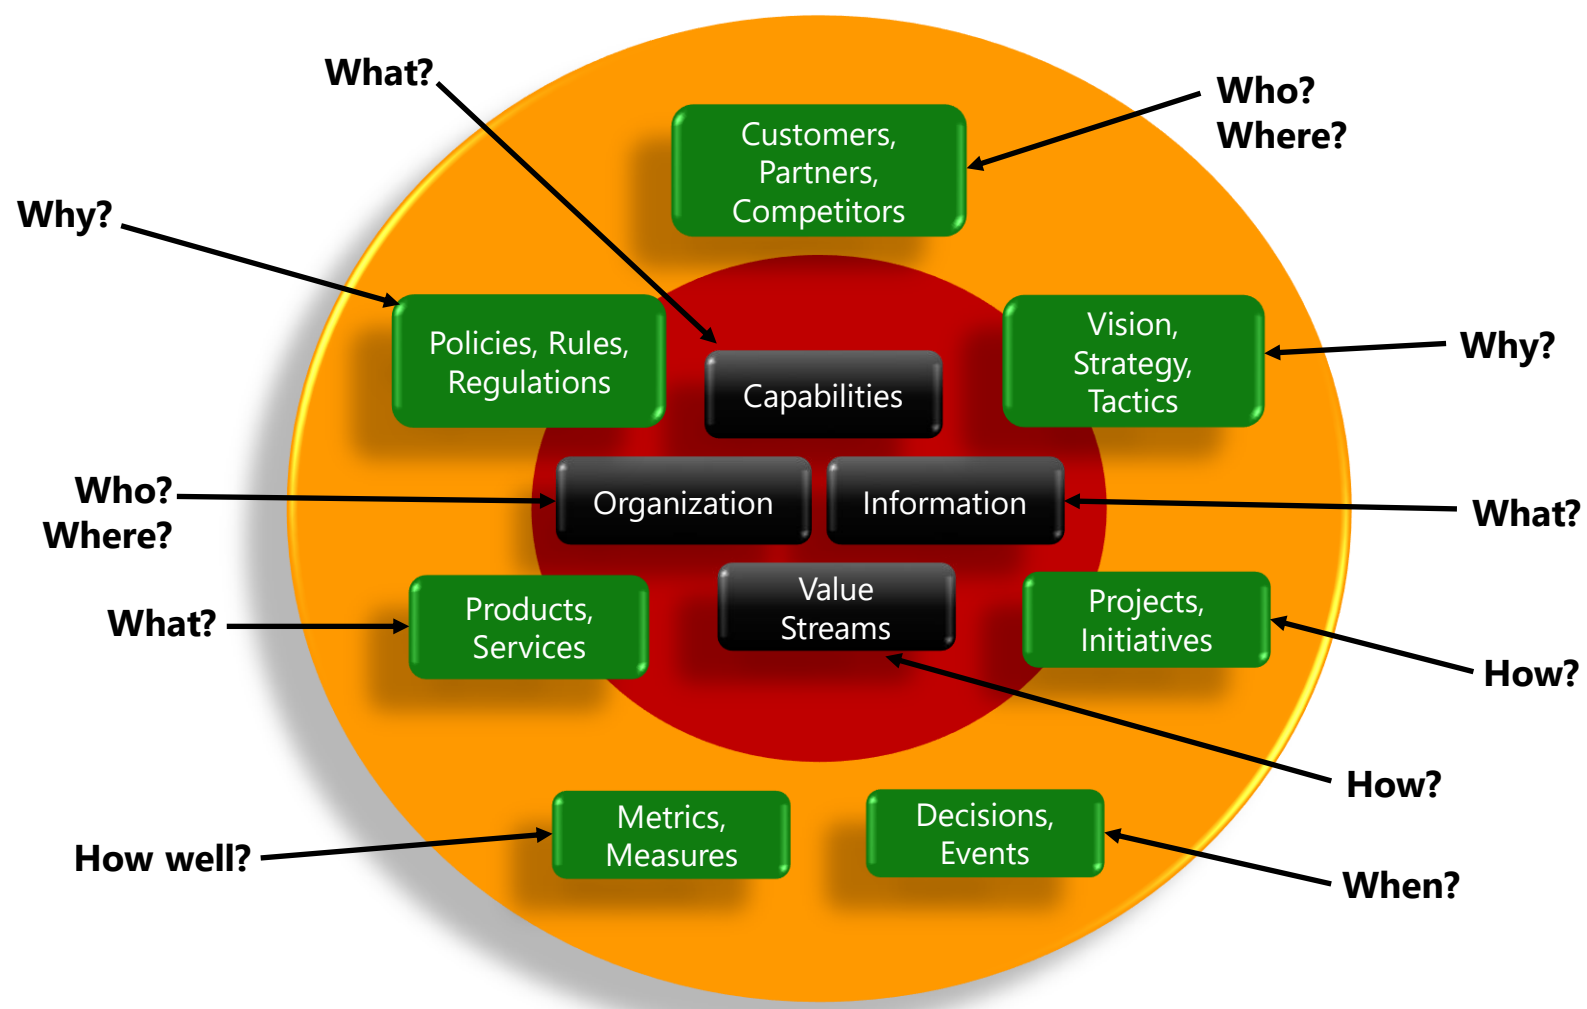 What?
Who?
Where?
Customers,
Partners,
Competitors
Why?
Policies, Rules,
Regulations
Vision,
Strategy,
Tactics
Why?
Capabilities
Who?
Where?
Organization
Information
What?
What?
Products,
Services
Value
Streams
Projects,
Initiatives
How?
How?
How well?
Metrics,
Measures
Decisions,
Events
When?